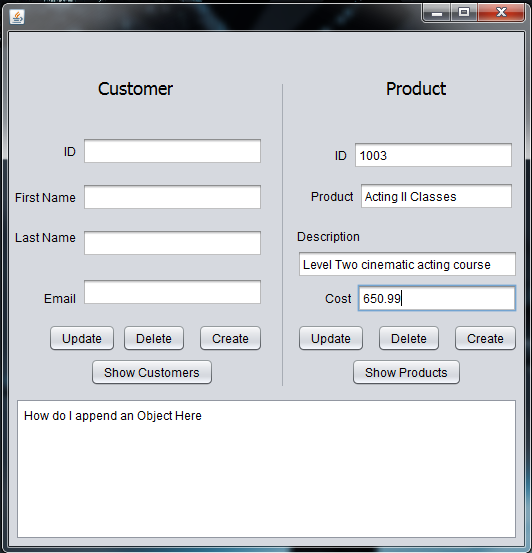 Customer
ID
First Name
Last Name
Email
Update Delete Create
Show Customers
Product
ID 1003
Product Acting II Classes
Description
Level Two cinematic acting course
Cost 650.99
Update Delete Create
Show Products
How do I append an Object Here